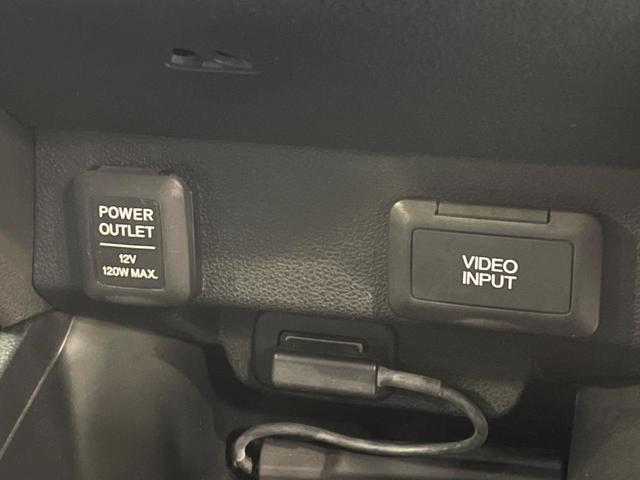 POWER
OUTLET
12V
120W MAX.
VIDEO
INPUT